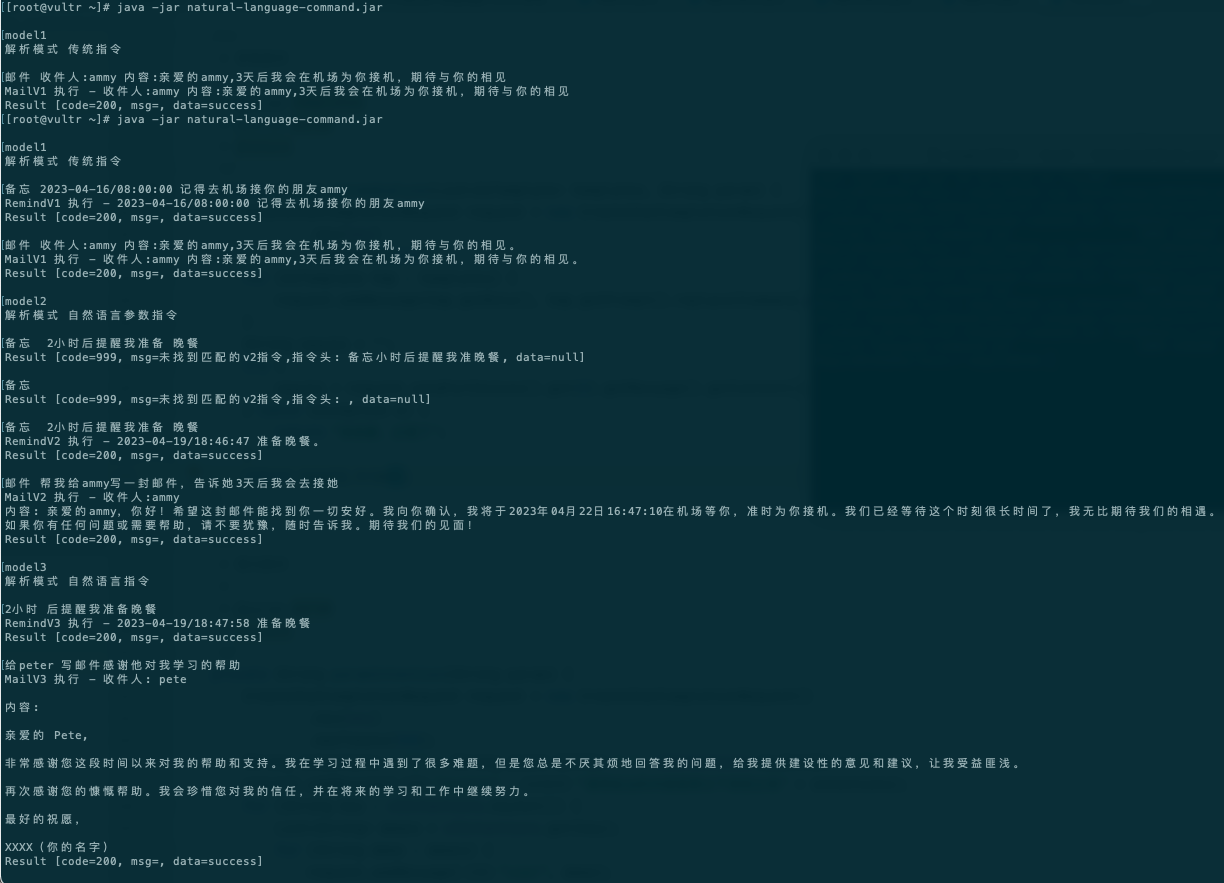 [[root@vultr ~]# java -jar natural-language-command.jar
[model1
解析模式 传统指令
[邮件 收件人:ammy 内容:亲爱的ammy,3天后我会在机场为你接机，期待与你的相见
MailV1 执行 - 收件人:ammy 内容:亲爱的ammy,3天后我会在机场为你接机，期待与你的相见
Result [code=200, msg=, data=success]
[[root@vultr ~]# java -jar natural-language-command.jar
[model1
解析模式 传统指令
[备忘 2023-04-16/08:00:00 记得去机场接你的朋友ammy
RemindV1 执行 - 2023-04-16/08:00:00 记得去机场接你的朋友ammy
Result [code=200, msg=, data=success]
[邮件 收件人:ammy 内容:亲爱的ammy,3天后我会在机场为你接机，期待与你的相见。
MailV1 执行 - 收件人:ammy 内容:亲爱的ammy,3天后我会在机场为你接机，期待与你的相见。
Result [code=200, msg=, data=success]
[model2
解析模式 自然语言参数指令
[备忘  2小时后提醒我准备 晚餐
Result [code=999, msg=未找到匹配的v2指令,指令头: 备忘小时后提醒我准晚餐, data=null]
[备忘
Result [code=999, msg=未找到匹配的v2指令,指令头: , data=null]
[备忘  2小时后提醒我准备 晚餐
RemindV2 执行 - 2023-04-19/18:46:47 准备晚餐。
Result [code=200, msg=, data=success]
[邮件 帮我给ammy写一封邮件，告诉她3天后我会去接她
MailV2 执行 - 收件人:ammy
内容: 亲爱的ammy, 你好！希望这封邮件能找到你一切安好。我向你确认，我将于2023年04月22日16:47:10在机场等你，准时为你接机。我们已经等待这个时刻很长时间了，我无比期待我们的相遇。
如果你有任何问题或需要帮助，请不要犹豫，随时告诉我。期待我们的见面！
Result [code=200, msg=, data=success]
[model3
解析模式 自然语言指令
[2小时 后提醒我准备晚餐
RemindV3 执行 - 2023-04-19/18:47:58 准备晚餐
Result [code=200, msg=, data=success]
[给peter 写邮件感谢他对我学习的帮助
MailV3 执行 - 收件人: pete
内容:
亲爱的 Pete,
非常感谢您这段时间以来对我的帮助和支持。我在学习过程中遇到了很多难题，但是您总是不厌其烦地回答我的问题，给我提供建设性的意见和建议，让我受益匪浅。
再次感谢您的慷慨帮助。我会珍惜您对我的信任，并在将来的学习和工作中继续努力。
最好的祝愿，
XXXX（你的名字）
Result [code=200, msg=, data=success]